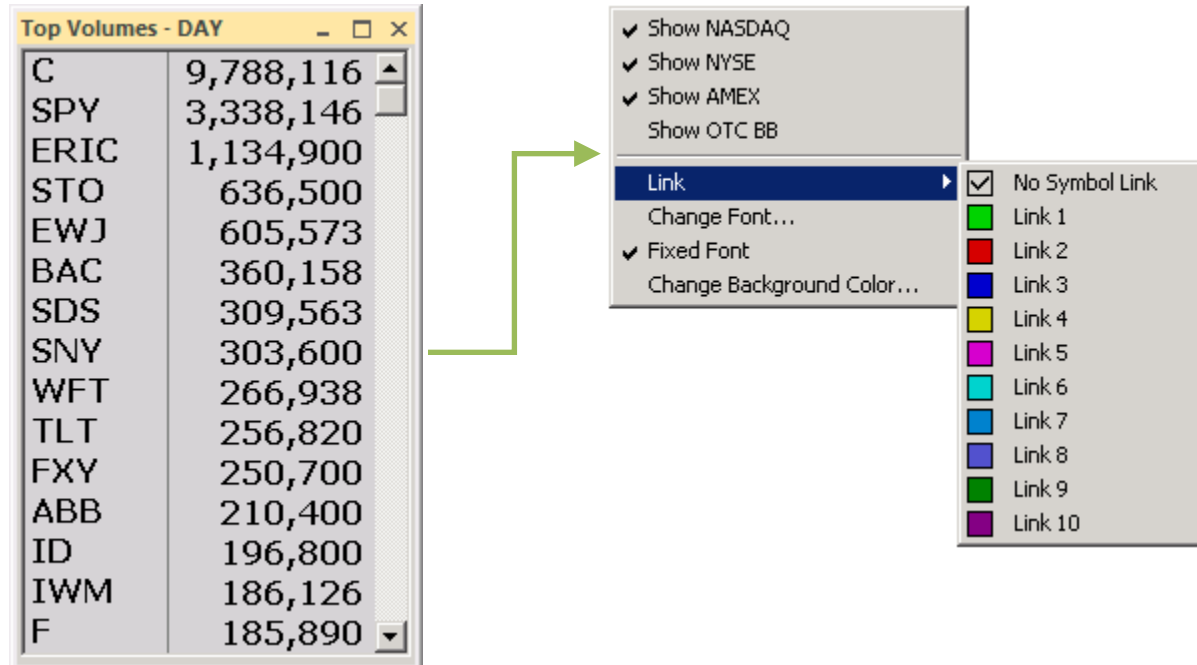 Top Volumes - DAY
C 9,788,116
SPY 3,338,146
ERIC 1,134,900
STO 636,500
EWJ 605,573
BAC 360,158
SDS 309,563
SNY 303,600
WFT 266,938
TLT 256,820
FXY 250,700
ABB 210,400
ID 196,800
IWM 186,126
F 185,890
Show NASDAQ
Show NYSE
Show AMEX
Show OTC BB
Link
Change Font...
Fixed Font
Change Background Color...
No Symbol Link
Link 1
Link 2
Link 3
Link 4
Link 5
Link 6
Link 7
Link 8
Link 9
Link 10